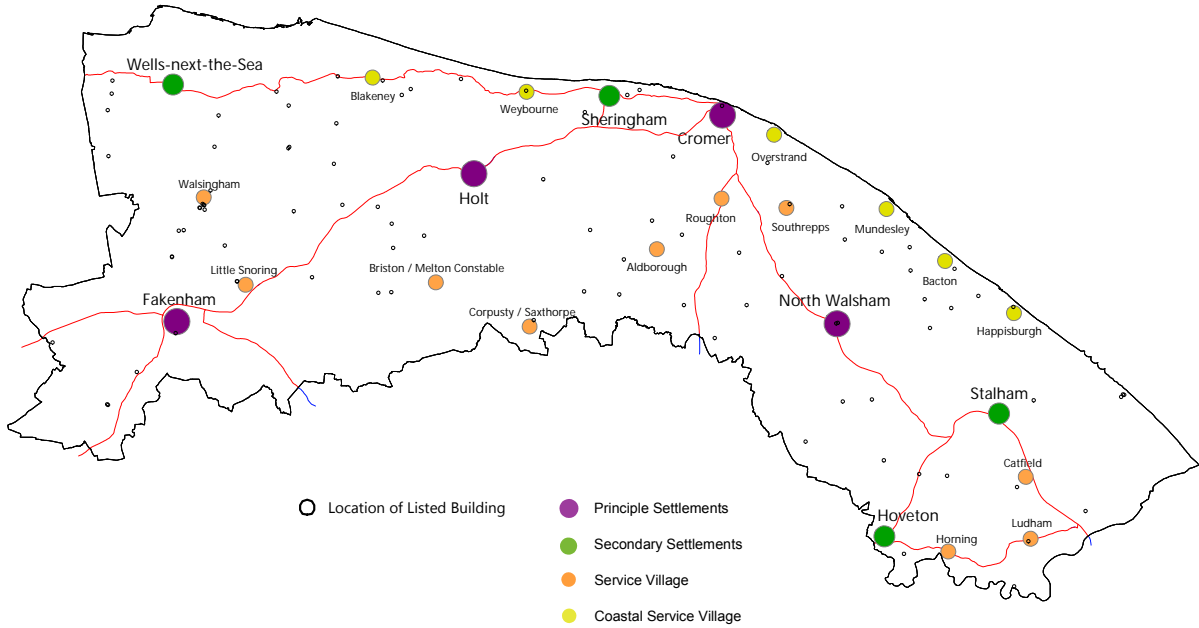 Wells-next-the-Sea
Blakeney
Weybourne
Sheringham
Cromer
Overstrand
Walsingham
Holt
Roughton
Southrepps
Mundesley
Little Snoring
Briston / Melton Constable
Aldborough
Bacton
Fakenham
Corpusty / Saxthorpe
North Walsham
Happisburgh
Stalham
Catfield
Hoveton
Horning
Ludham
Location of Listed Building
Principle Settlements
Secondary Settlements
Service Village
Coastal Service Village